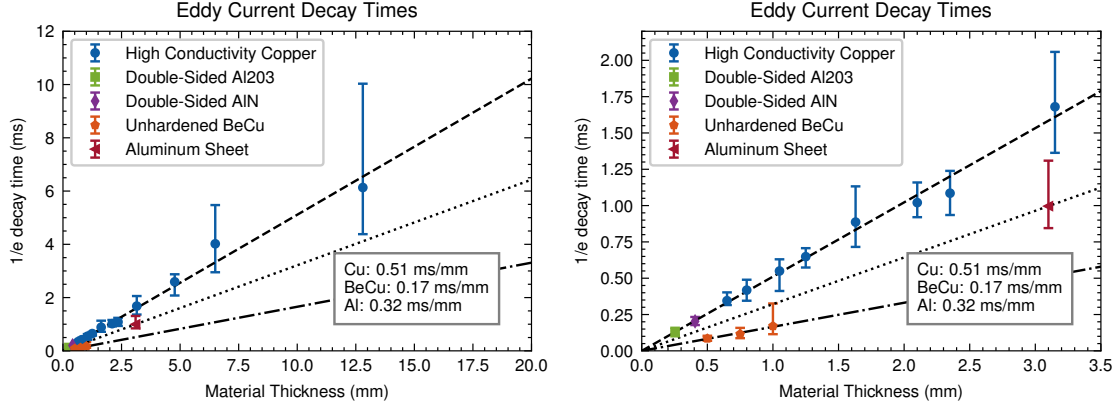 Eddy Current Decay Times
12
10
8
6
4
2
0
1/e decay time (ms)
High Conductivity Copper
Double-Sided Al203
Double-Sided AlN
Unhardened BeCu
Aluminum Sheet
Cu: 0.51 ms/mm
BeCu: 0.17 ms/mm
Al: 0.32 ms/mm
0.0 2.5 5.0 7.5 10.0 12.5 15.0 17.5 20.0
Material Thickness (mm)
Eddy Current Decay Times
2.00
1.75
1.50
1.25
1.00
0.75
0.50
0.25
0.00
1/e decay time (ms)
High Conductivity Copper
Double-Sided Al203
Double-Sided AlN
Unhardened BeCu
Aluminum Sheet
Cu: 0.51 ms/mm
BeCu: 0.17 ms/mm
Al: 0.32 ms/mm
0.0 0.5 1.0 1.5 2.0 2.5 3.0 3.5
Material Thickness (mm)